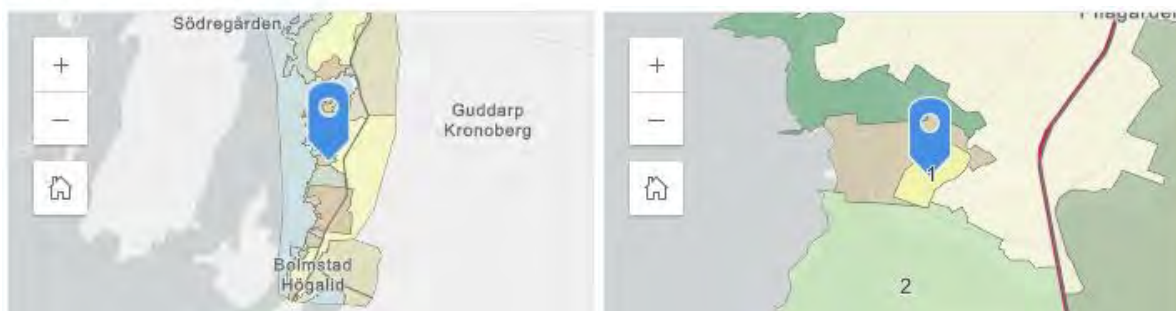 Södregården
+
−
Guddarp
Kronoberg
Bolmstad
Högalid
+
−
1
2